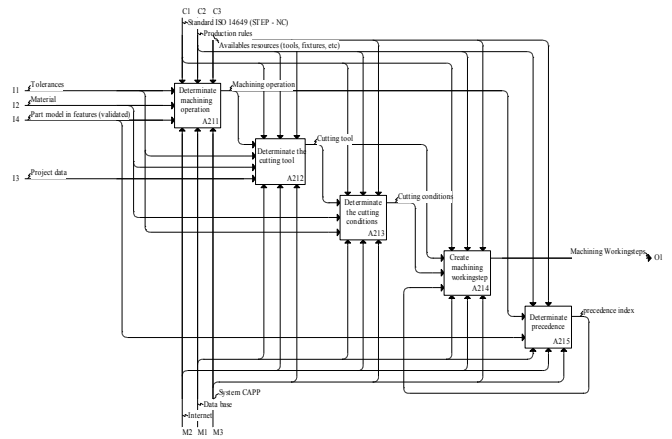 C1 C2 C3
Standard ISO 14649 (STEP - NC)
Production rules
Availables resources (tools, fixtures, etc)
I1 Tolerances
I2 Material
I4 Part model in features (validated)
Determinate
machining
operation
A211
Machining operation
I3 Project data
Determinate the
cutting tool
A212
Cutting tool
Determinate
the cutting
conditions
A213
Cutting conditions
Create
machining
workingstep
A214
Machining Workingsteps O1
Determinate
precedence
A215
precedence index
System CAPP
Data base
Internet
M2 M1 M3